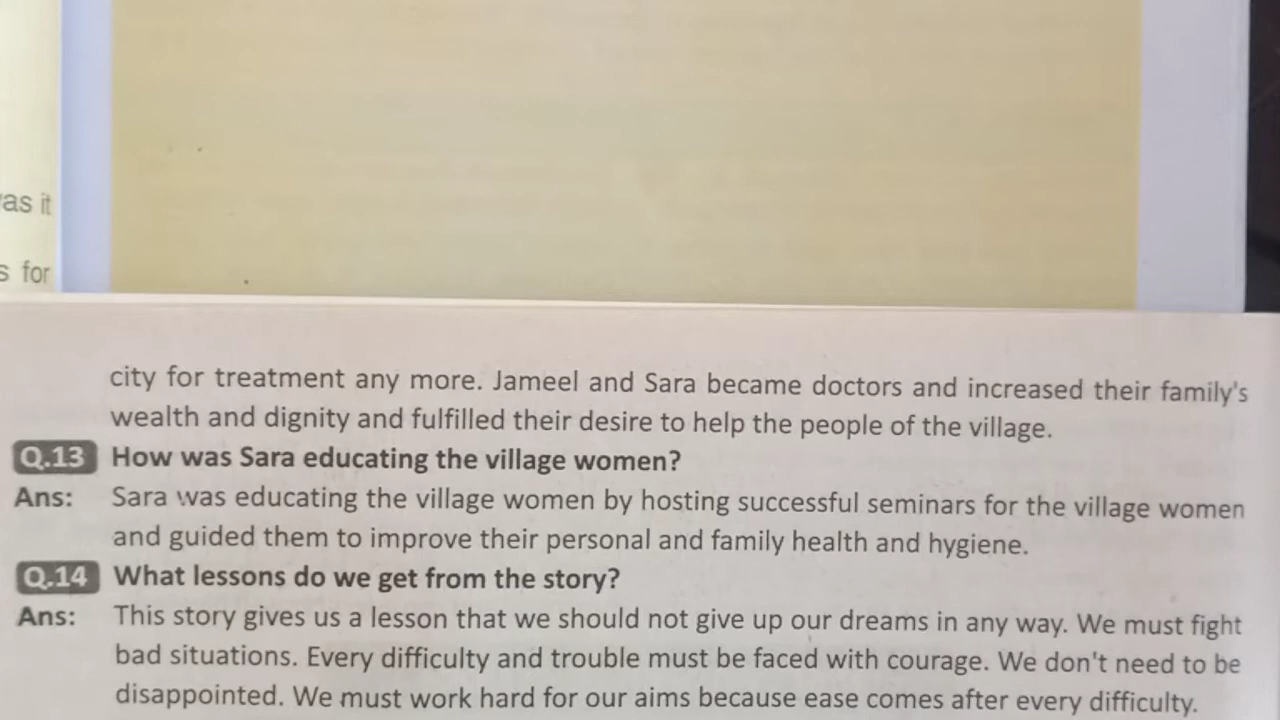 as it
s for
city for treatment any more. Jameel and Sara became doctors and increased their family's
wealth and dignity and fulfilled their desire to help the people of the village.
Q.13 How was Sara educating the village women?
Ans: Sara was educating the village women by hosting successful seminars for the village women
and guided them to improve their personal and family health and hygiene.
Q.14 What lessons do we get from the story?
Ans: This story gives us a lesson that we should not give up our dreams in any way. We must fight
bad situations. Every difficulty and trouble must be faced with courage. We don't need to be
disappointed. We must work hard for our aims because ease comes after every difficulty.